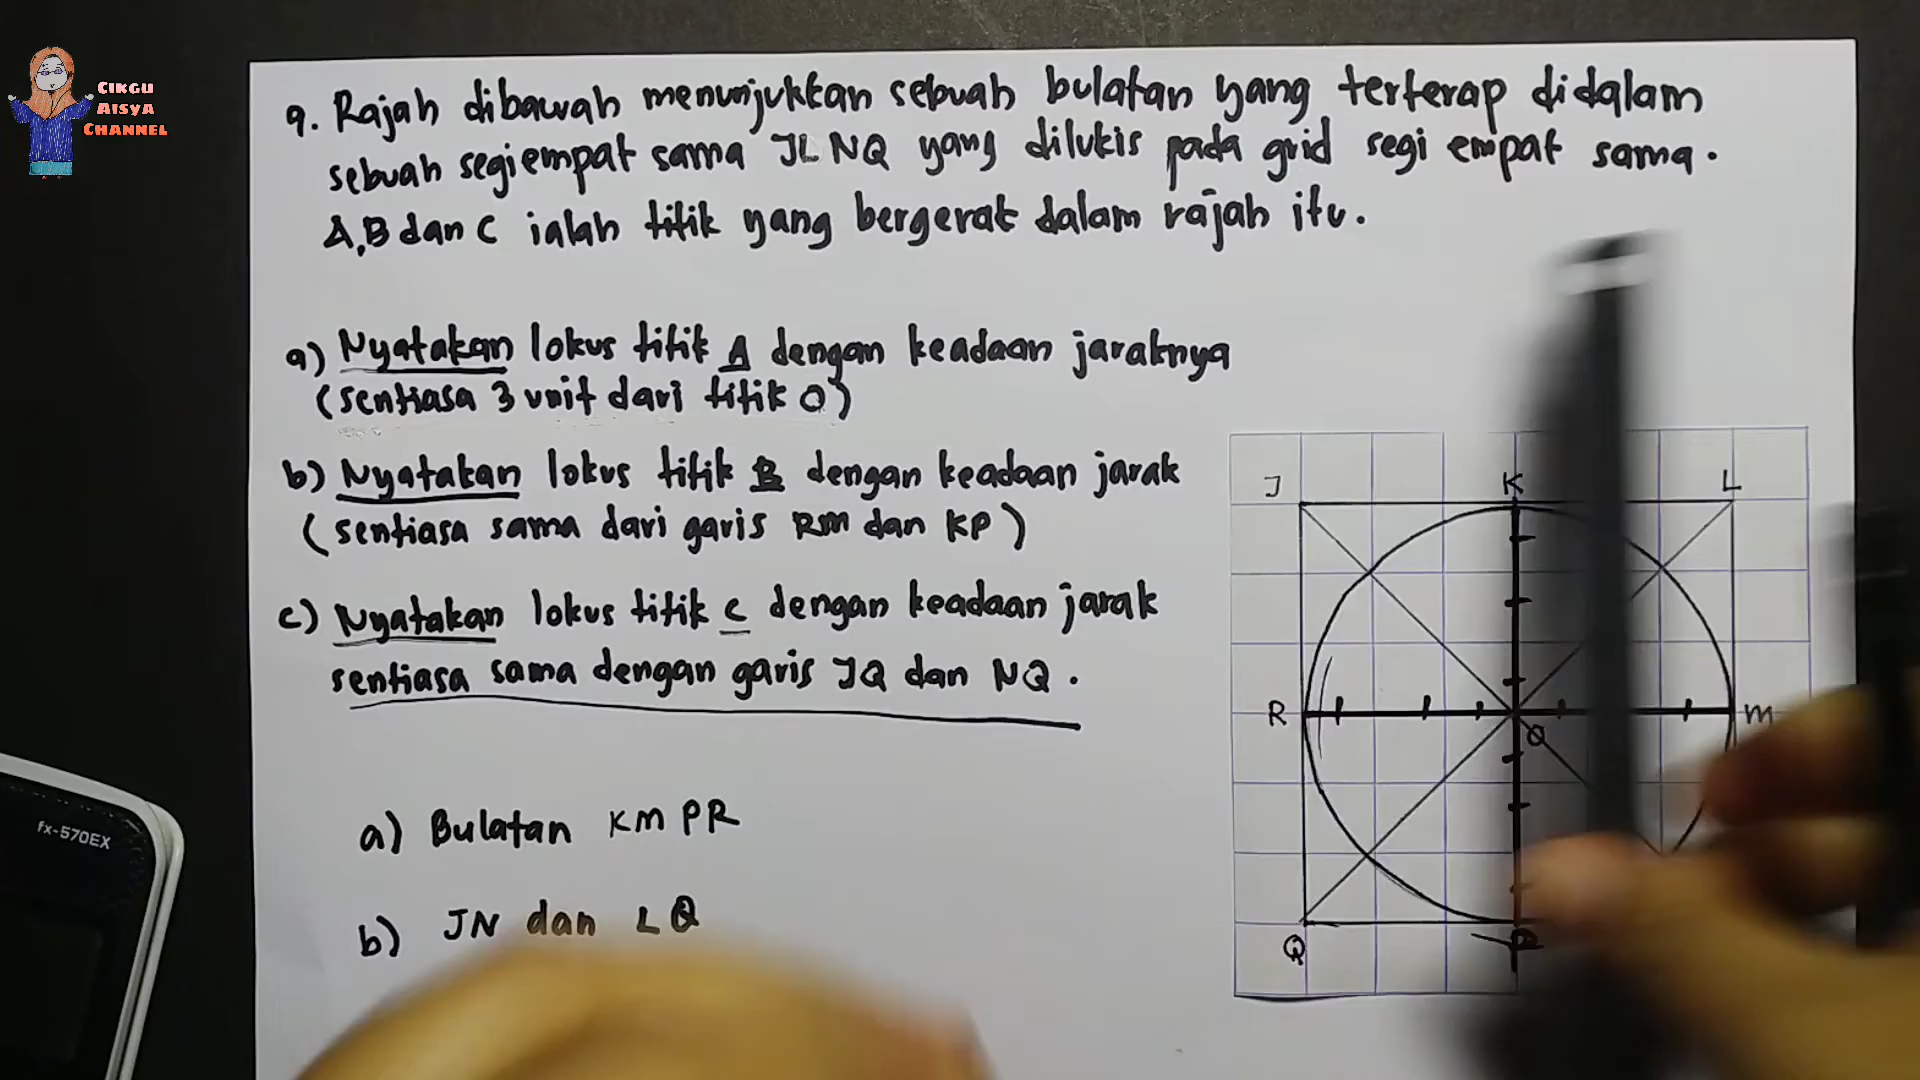 CIKGU
AISYA
CHANNEL
9. Rajah dibawah menunjukkan sebuah bulatan yang terterap didalam
sebuah segiempat sama JLNQ yang dilukis pada grid segi empat sama.
A,B dan C ialah titik yang bergerak dalam rajah itu.
a) Nyatakan lokus titik A dengan keadaan jaraknya
(sentiasa 3 unit dari titik O)
b) Nyatakan lokus titik B dengan keadaan jarak
(sentiasa sama dari garis RM dan KP)
c) Nyatakan lokus titik C dengan keadaan jarak
sentiasa sama dengan garis JQ dan NQ.
J K L
R M
O
Q P
a) Bulatan KMPR
b) JN dan LQ
fx-570EX